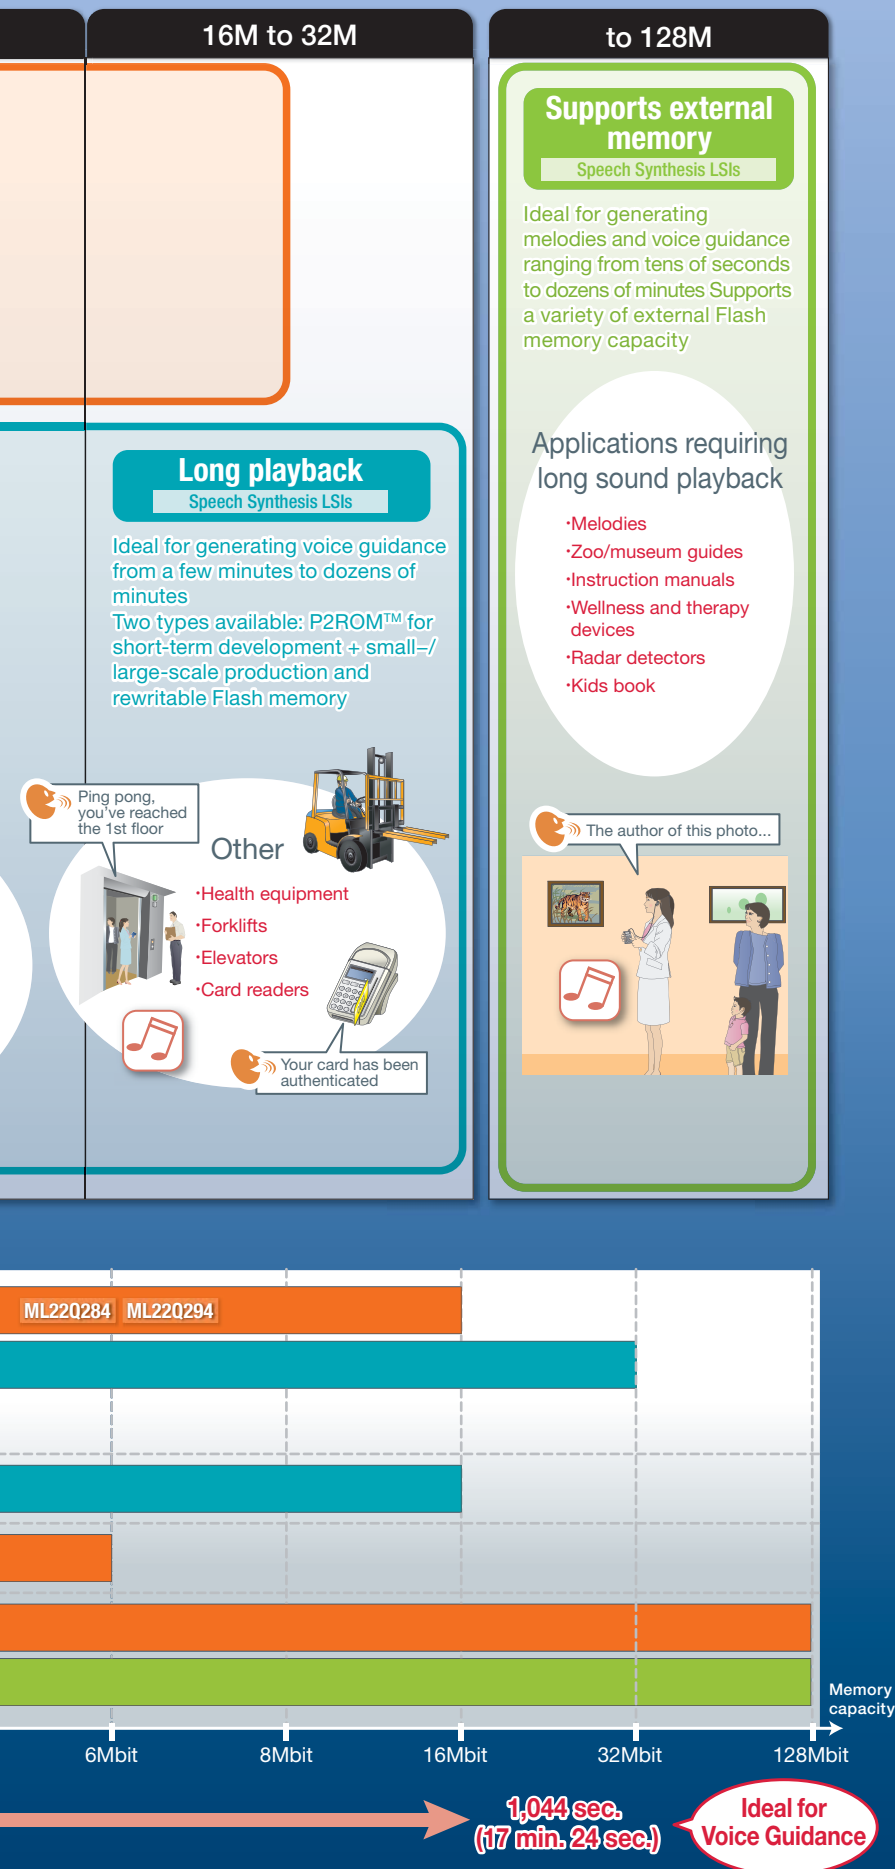 16M to 32M
to 128M
Supports external
memory
Speech Synthesis LSIs
Ideal for generating
melodies and voice guidance
ranging from tens of seconds
to dozens of minutes Supports
a variety of external Flash
memory capacity
Applications requiring
long sound playback
·Melodies
·Zoo/museum guides
·Instruction manuals
·Wellness and therapy
devices
·Radar detectors
·Kids book
The author of this photo...
Long playback
Speech Synthesis LSIs
Ideal for generating voice guidance
from a few minutes to dozens of
minutes
Two types available: P2ROM™ for
short-term development + small–/
large-scale production and
rewritable Flash memory
Ping pong,
you've reached
the 1st floor
Other
·Health equipment
·Forklifts
·Elevators
·Card readers
Your card has been
authenticated
ML22Q284 ML22Q294
Memory
capacity
6Mbit 8Mbit 16Mbit 32Mbit 128Mbit
1,044 sec.
(17 min. 24 sec.)
Ideal for
Voice Guidance